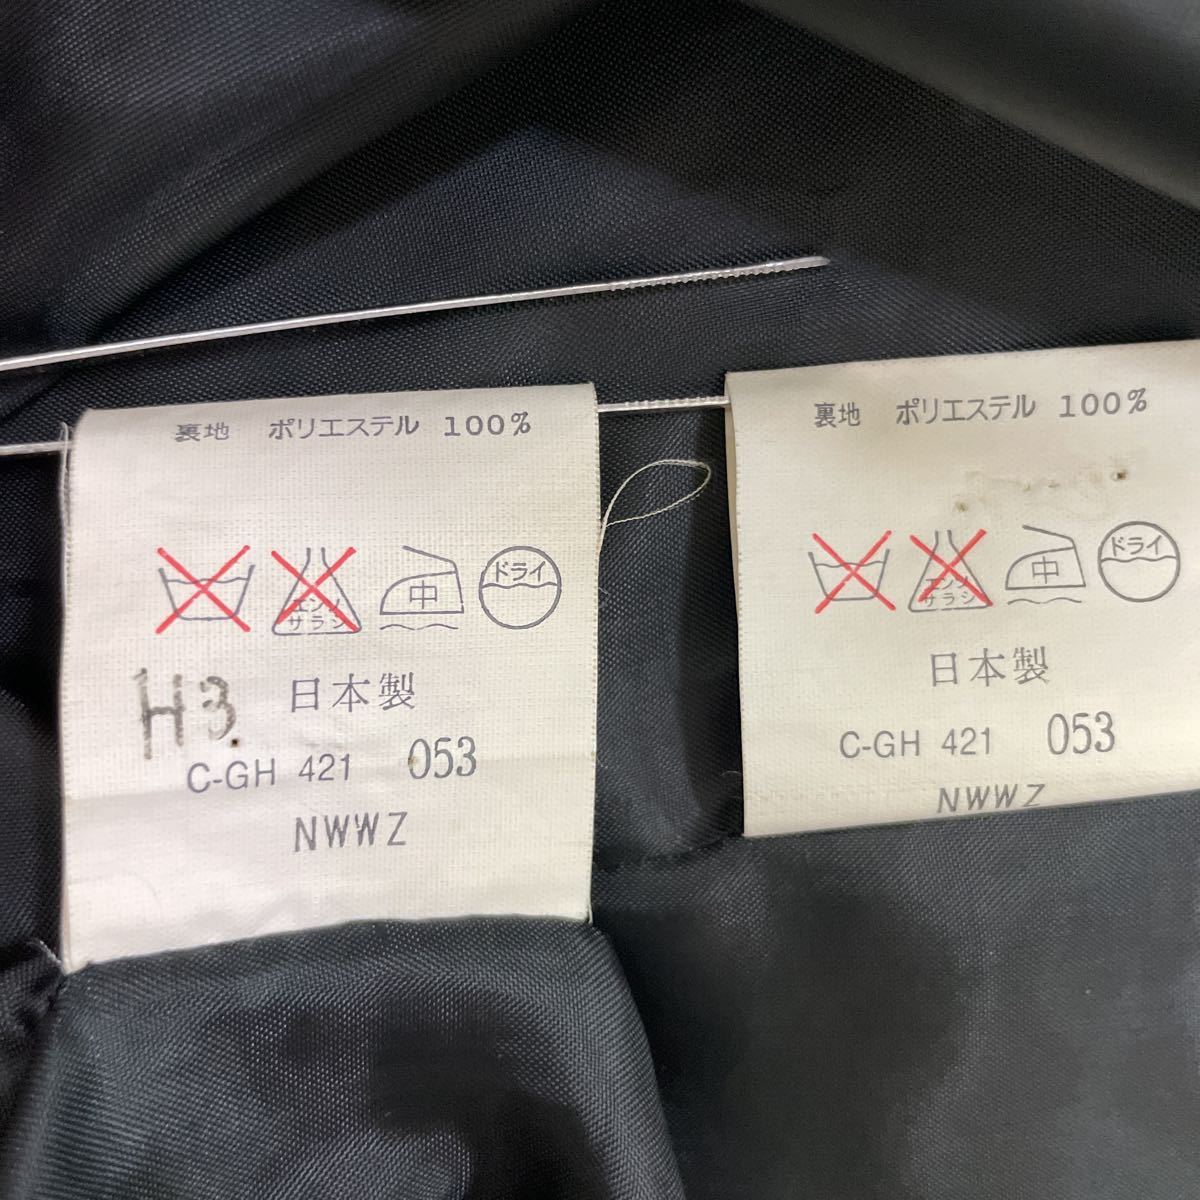 裏地 ポリエステル 100%
エンソ
サラシ
中
ドライ
H3.
日本製
C-GH 421 053
NWWZ
裏地 ポリエステル 100%
エンソ
サラシ
中
ドライ
日本製
C-GH 421 053
NWWZ